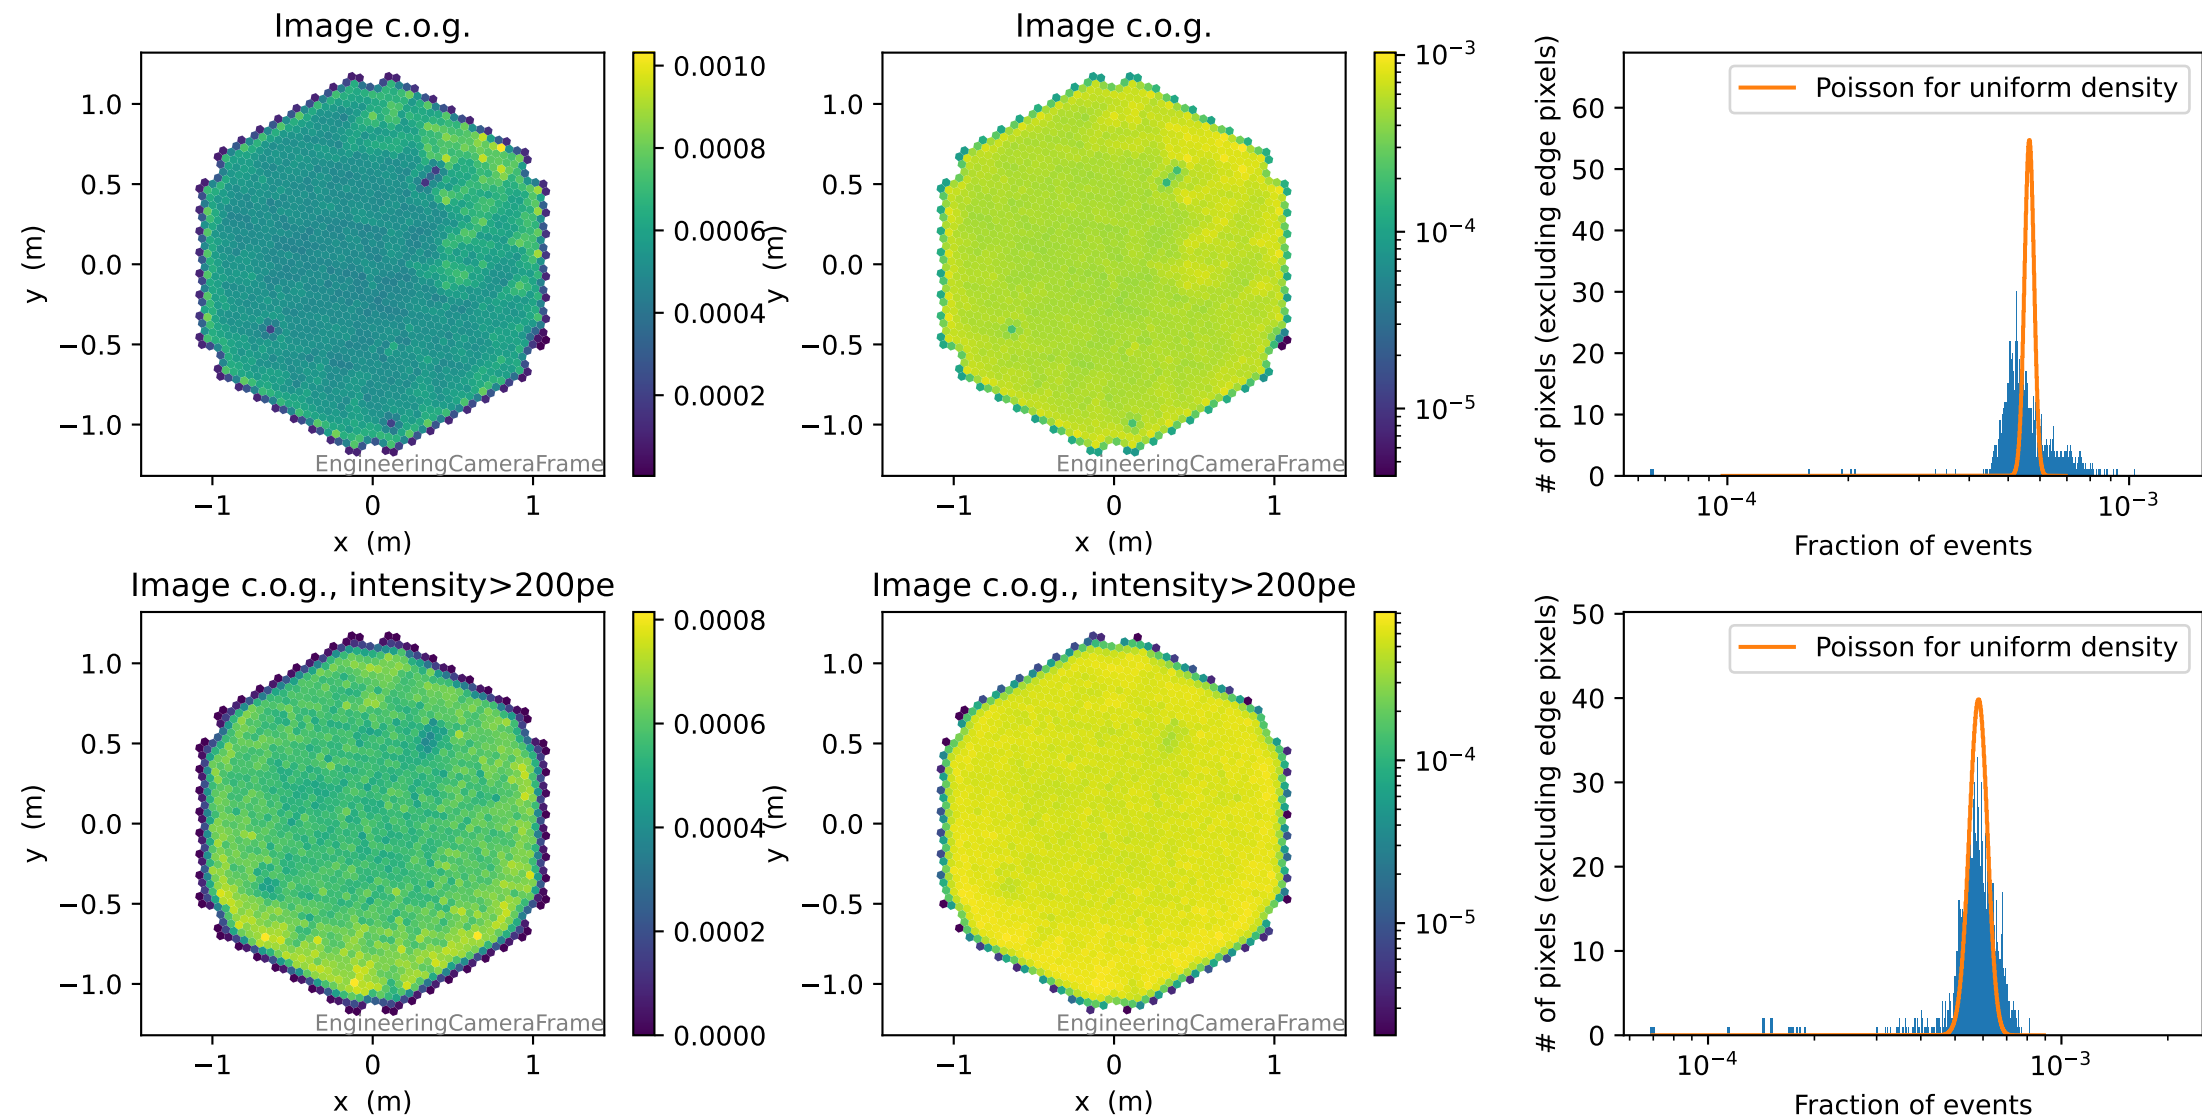 Image c.o.g.
1.0
0.5
0.0
−0.5
−1.0
y (m)
−1
0
1
x (m)
EngineeringCameraFrame
0.0010
0.0008
0.0006
0.0004
0.0002
Image c.o.g.
1.0
0.5
0.0
−0.5
−1.0
y (m)
−1
0
1
x (m)
EngineeringCameraFrame
10⁻³
10⁻⁴
10⁻⁵
Poisson for uniform density
# of pixels (excluding edge pixels)
60
50
40
30
20
10
0
10⁻⁴
10⁻³
Fraction of events
Image c.o.g., intensity>200pe
1.0
0.5
0.0
−0.5
−1.0
y (m)
−1
0
1
x (m)
EngineeringCameraFrame
0.0008
0.0006
0.0004
0.0002
0.0000
Image c.o.g., intensity>200pe
1.0
0.5
0.0
−0.5
−1.0
y (m)
−1
0
1
x (m)
EngineeringCameraFrame
10⁻⁴
10⁻⁵
Poisson for uniform density
# of pixels (excluding edge pixels)
50
40
30
20
10
0
10⁻⁴
10⁻³
Fraction of events